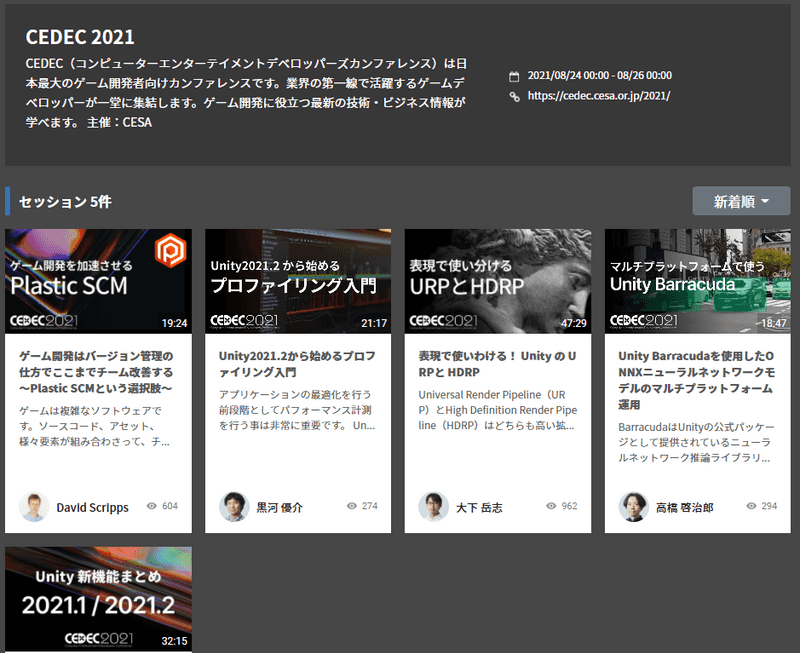 CEDEC 2021
CEDEC（コンピューターエンターテイメントデベロッパーズカンファレンス）は日
本最大のゲーム開発者向けカンファレンスです。業界の第一線で活躍するゲームデ
ベロッパーが一堂に集結します。ゲーム開発に役立つ最新の技術・ビジネス情報が
学べます。 主催：CESA
2021/08/24 00:00 - 08/26 00:00
https://cedec.cesa.or.jp/2021/
セッション 5件
新着順
ゲーム開発を加速させる
Plastic SCM
CEDEC2021
19:24
ゲーム開発はバージョン管理の
仕方でここまでチーム改善する
～Plastic SCMという選択肢～
ゲームは複雑なソフトウェアで
す。ソースコード、アセット、
様々要素が組み合わさって、チ...
David Scripps
604
Unity2021.2 から始める
プロファイリング入門
CEDEC2021
21:17
Unity2021.2から始めるプロフ
ァイリング入門
アプリケーションの最適化を行う
前段階としてパフォーマンス計測
を行う事は非常に重要です。 Un...
黒河 優介
274
表現で使い分ける
URPとHDRP
CEDEC2021
47:29
表現で使いわける！ Unity の U
RPと HDRP
Universal Render Pipeline（UR
P）とHigh Definition Render Pipe
line（HDRP）はどちらも高い拡...
大下 岳志
962
マルチプラットフォームで使う
Unity Barracuda
CEDEC2021
18:47
Unity Barracudaを使用したO
NNXニューラルネットワークモ
デルのマルチプラットフォーム
運用
BarracudaはUnityの公式パッケー
ジとして提供されているニューラ
ルネットワーク推論ライブラリ...
高橋 啓治郎
294
Unity 新機能まとめ
2021.1 / 2021.2
CEDEC2021
32:15